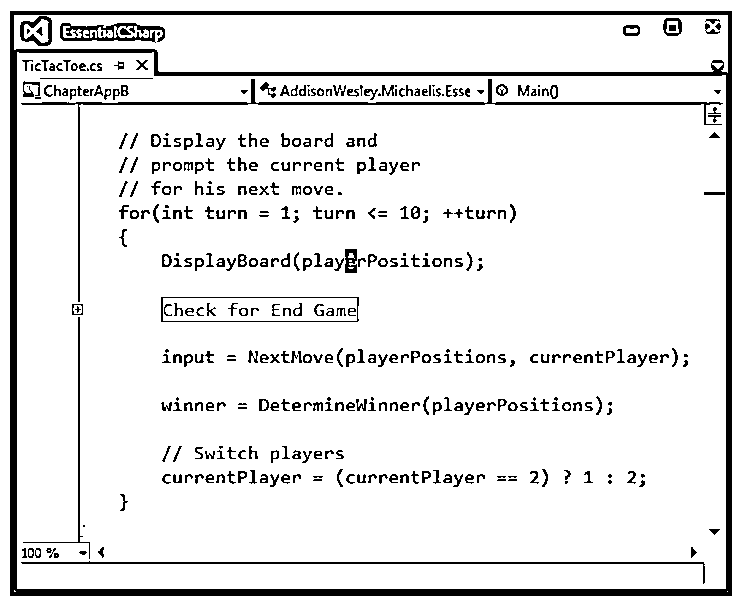 EssentialCSharp
TicTacToe.cs
ChapterAppB AddisonWesley.Michaelis.Esse Main()
// Display the board and
// prompt the current player
// for his next move.
for(int turn = 1; turn <= 10; ++turn)
{
DisplayBoard(playerPositions);
Check for End Game
input = NextMove(playerPositions, currentPlayer);
winner = DetermineWinner(playerPositions);
// Switch players
currentPlayer = (currentPlayer == 2) ? 1 : 2;
}
100 %